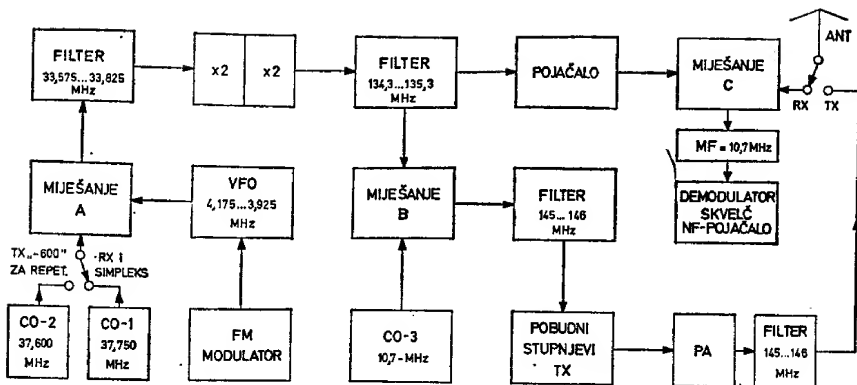 FILTER
33,575... 33,825
MHz
x2
x2
FILTER
134,3...135,3
MHz
POJAČALO
MIJEŠANJE
C
ANT
RX
TX
MF = 10,7 MHz
DEMODULATOR
SKVELČ
NF-POJAČALO
MIJEŠANJE
A
VFO
4,175...3,925
MHz
MIJEŠANJE
B
FILTER
145... 146
MHz
TX„-600"
ZA REPET.
RX i
SIMPLEKS
CO-2
37,600
MHz
CO-1
37,750
MHz
FM
MODULATOR
CO-3
10,7-MHz
POBUDNI
STUPNJEVI
TX
PA
FILTER
145...146
MHz